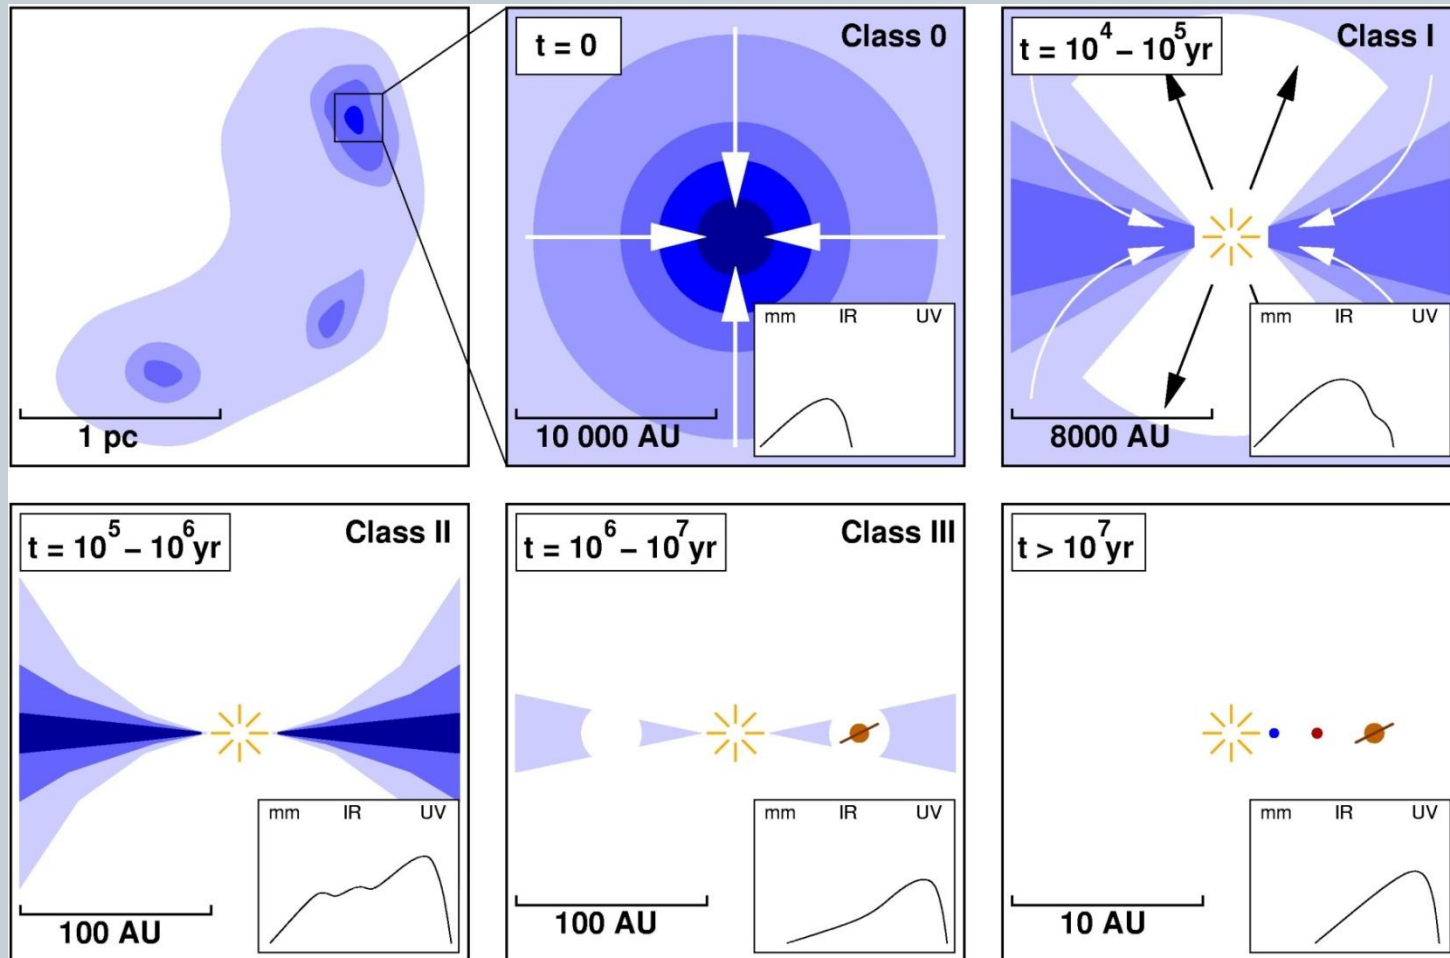 1 pc
t = 0
Class 0
mm IR UV
10 000 AU
t = 10⁴ – 10⁵yr
Class I
mm IR UV
8000 AU
t = 10⁵ – 10⁶yr
Class II
mm IR UV
100 AU
t = 10⁶ – 10⁷yr
Class III
mm IR UV
100 AU
t > 10⁷yr
mm IR UV
10 AU